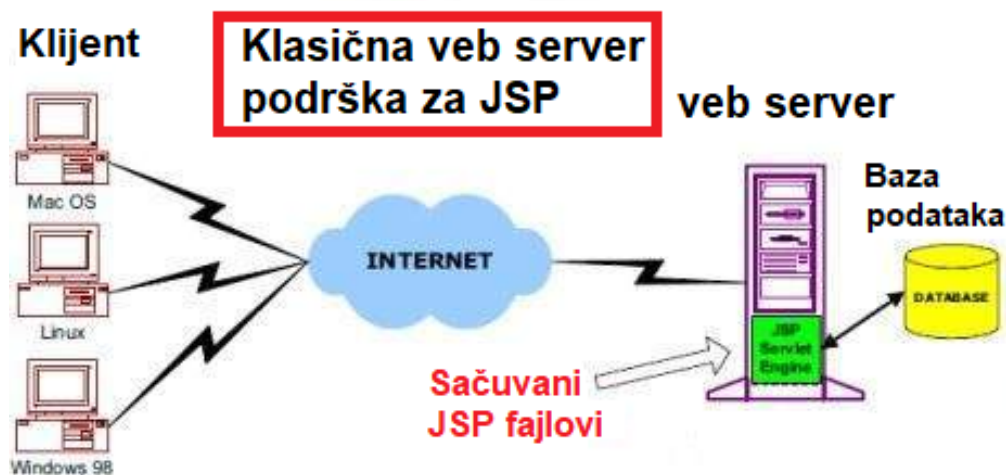 Klijent
Klasična veb server
podrška za JSP
veb server
Mac OS
Linux
Windows 98
INTERNET
Baza
podataka
DATABASE
JSP
Servlet
Engine
Sačuvani
JSP fajlovi